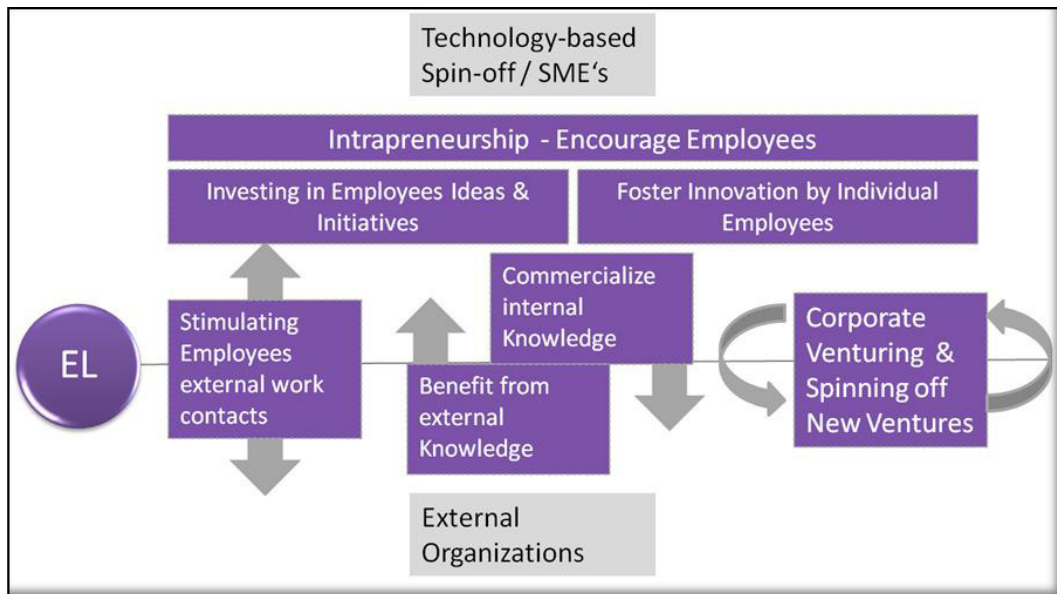 Technology-based
Spin-off / SME‘s
Intrapreneurship - Encourage Employees
Investing in Employees Ideas &
Initiatives
Foster Innovation by Individual
Employees
EL
Stimulating
Employees
external work
contacts
Commercialize
internal
Knowledge
Benefit from
external
Knowledge
Corporate
Venturing &
Spinning off
New Ventures
External
Organizations